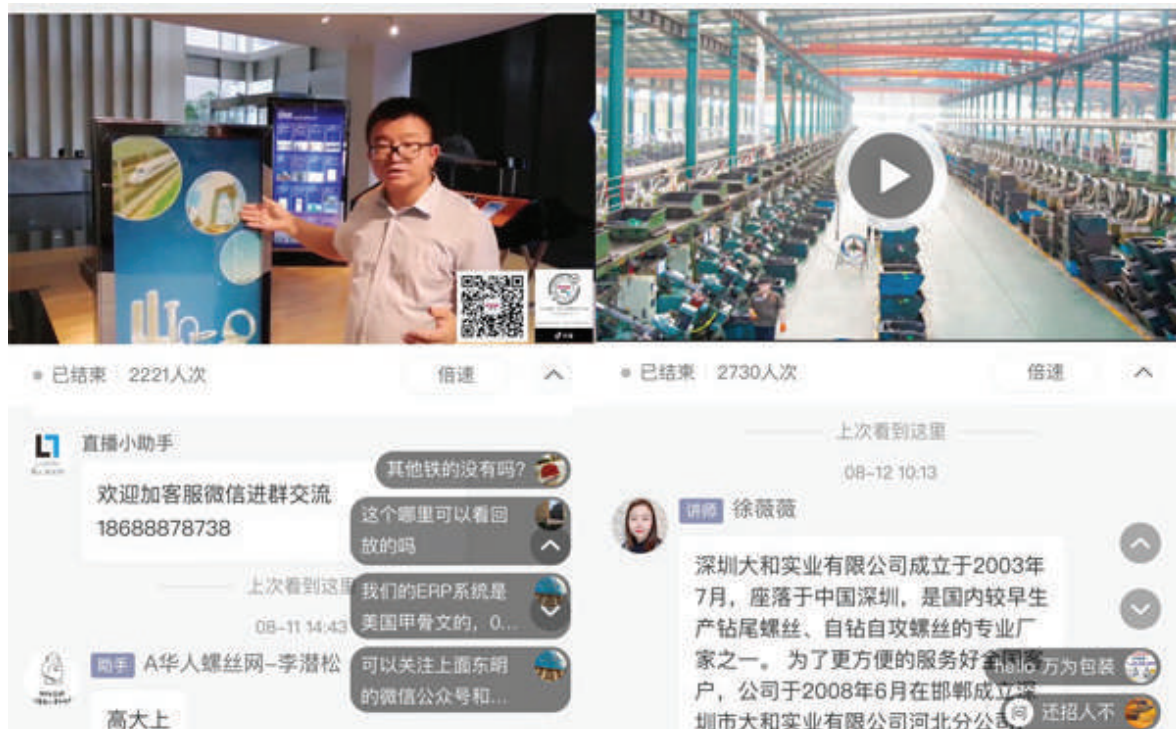 已结束 2221人次
倍速
直播小助手
欢迎加客服微信进群交流
18688878738
其他铁的没有吗?
这个哪里可以看回
放的吗
上次看到这里
我们的ERP系统是
美国甲骨文的，0...
08-11 14:43
助手 A华人螺丝网-李潜松
可以关注上面东明
的微信公众号和...
高大上
已结束 2730人次
倍速
上次看到这里
08-12 10:13
讲师 徐薇薇
深圳大和实业有限公司成立于2003年
7月，座落于中国深圳，是国内较早生
产钻尾螺丝、自钻自攻螺丝的专业厂
家之一。 为了更方便的服务好全国客
户，公司于2008年6月在邯郸成立深
圳市大和实业有限公司河北分公司,
hello 万为包装
问 还招人不